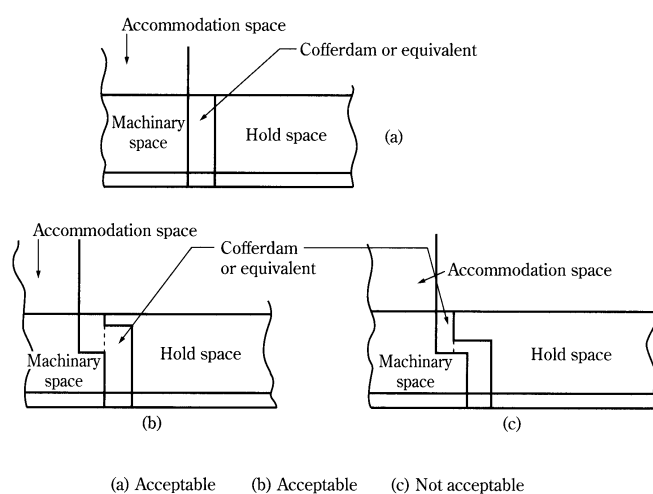 Accommodation space
Cofferdam or equivalent
Machinary
space
Hold space
(a)
Accommodation space
Cofferdam
or equivalent
Accommodation space
Machinary
space
Hold space
Machinary
space
Hold space
(b)
(c)
(a) Acceptable (b) Acceptable (c) Not acceptable